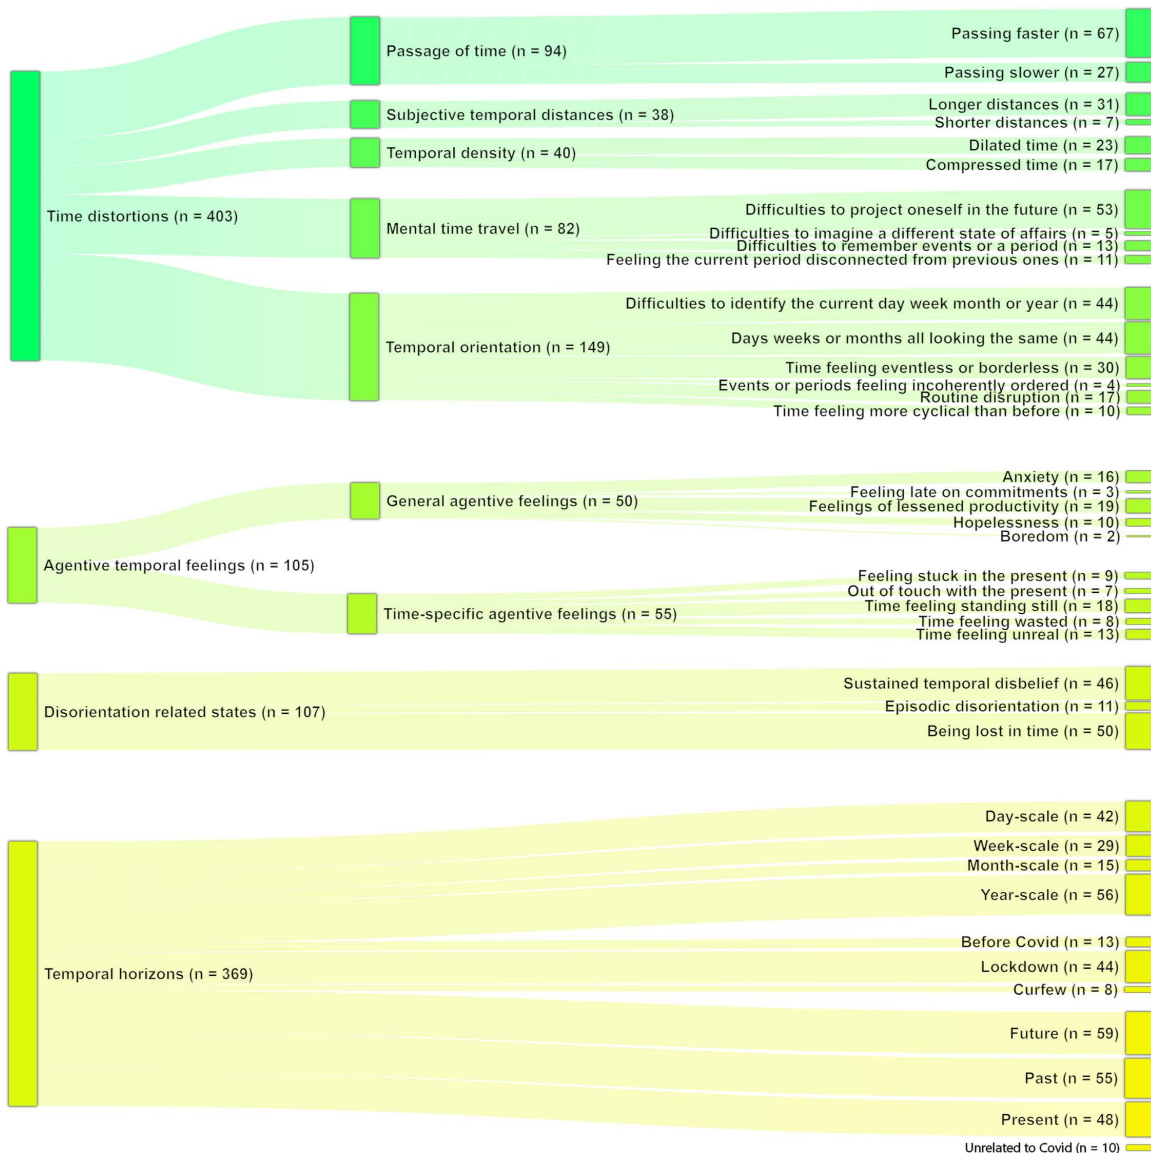 Time distortions (n = 403)
Passage of time (n = 94)
Passing faster (n = 67)
Passing slower (n = 27)
Subjective temporal distances (n = 38)
Longer distances (n = 31)
Shorter distances (n = 7)
Temporal density (n = 40)
Dilated time (n = 23)
Compressed time (n = 17)
Mental time travel (n = 82)
Difficulties to project oneself in the future (n = 53)
Difficulties to imagine a different state of affairs (n = 5)
Difficulties to remember events or a period (n = 13)
Feeling the current period disconnected from previous ones (n = 11)
Temporal orientation (n = 149)
Difficulties to identify the current day week month or year (n = 44)
Days weeks or months all looking the same (n = 44)
Time feeling eventless or borderless (n = 30)
Events or periods feeling incoherently ordered (n = 4)
Routine disruption (n = 17)
Time feeling more cyclical than before (n = 10)
Agentive temporal feelings (n = 105)
General agentive feelings (n = 50)
Anxiety (n = 16)
Feeling late on commitments (n = 3)
Feelings of lessened productivity (n = 19)
Hopelessness (n = 10)
Boredom (n = 2)
Time-specific agentive feelings (n = 55)
Feeling stuck in the present (n = 9)
Out of touch with the present (n = 7)
Time feeling standing still (n = 18)
Time feeling wasted (n = 8)
Time feeling unreal (n = 13)
Disorientation related states (n = 107)
Sustained temporal disbelief (n = 46)
Episodic disorientation (n = 11)
Being lost in time (n = 50)
Temporal horizons (n = 369)
Day-scale (n = 42)
Week-scale (n = 29)
Month-scale (n = 15)
Year-scale (n = 56)
Before Covid (n = 13)
Lockdown (n = 44)
Curfew (n = 8)
Future (n = 59)
Past (n = 55)
Present (n = 48)
Unrelated to Covid (n = 10)